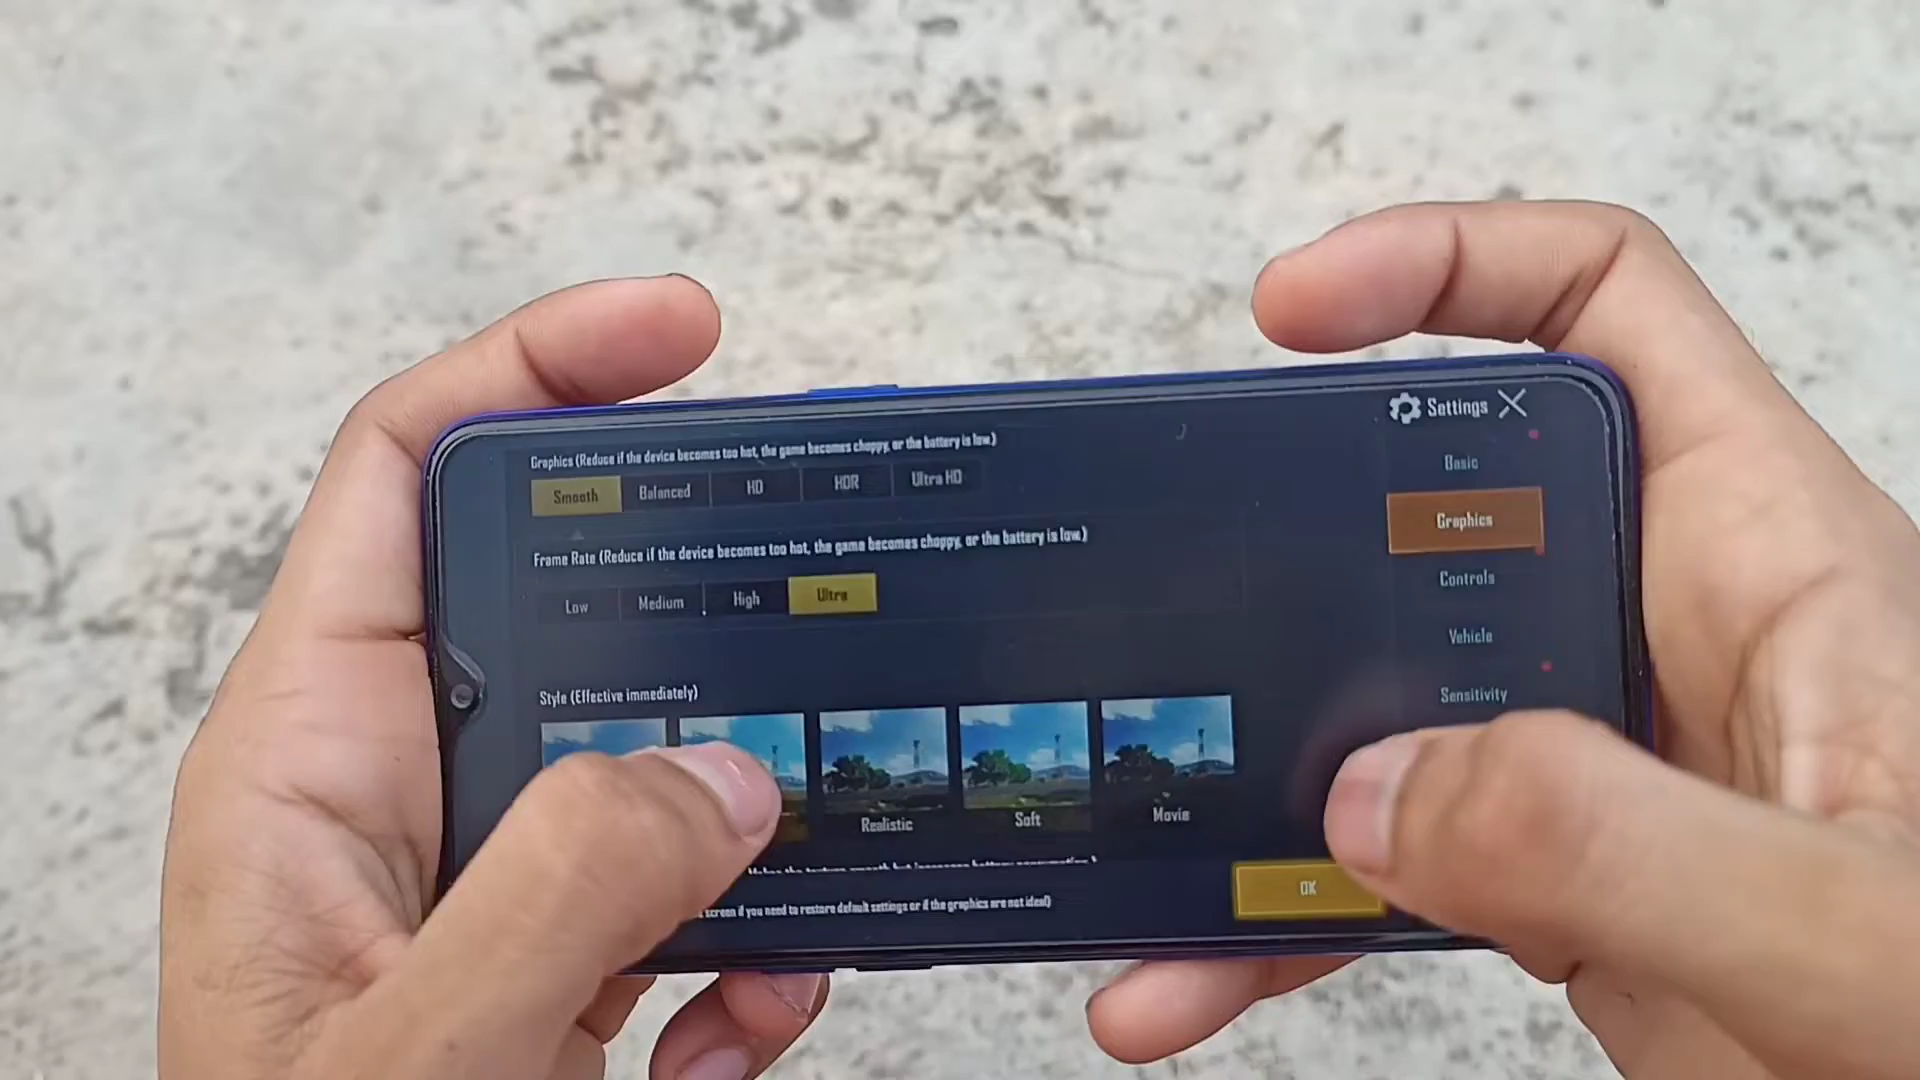 Settings
Graphics (Reduce if the device becomes too hot, the game becomes choppy, or the battery is low.)
Smooth Balanced HD HDR Ultra HD
Frame Rate (Reduce if the device becomes too hot, the game becomes choppy, or the battery is low.)
Low Medium High Ultra
Style (Effective immediately)
Realistic Soft Movie
screen if you need to restore default settings or if the graphics are not ideal)
OK
Basic
Graphics
Controls
Vehicle
Sensitivity